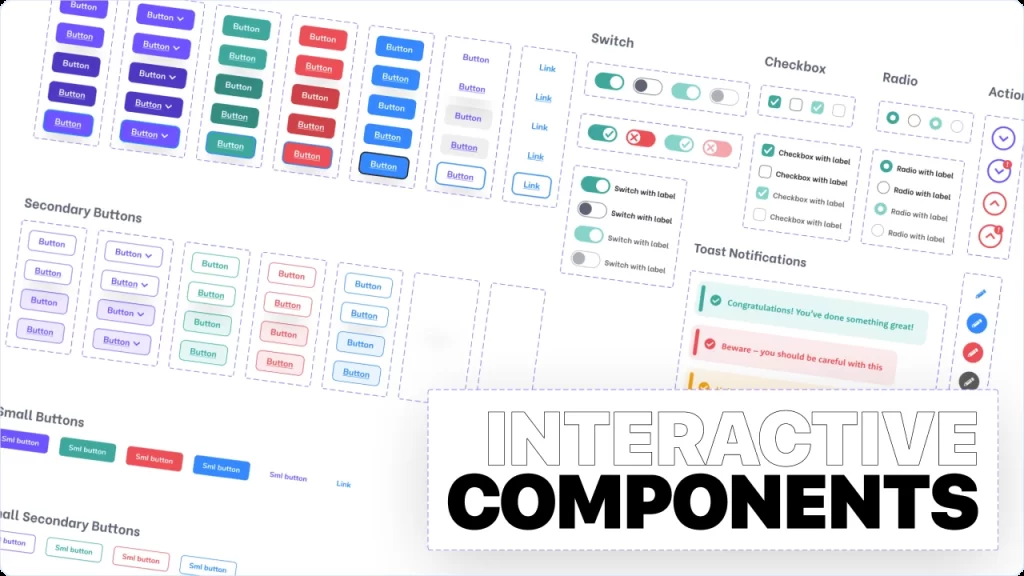 Button Button Button Button Button Button Link
Button Button Button Button Button Button Link
Button Button Button Button Button Button Link
Button Button Button Button Button Button Link
Button Button Button Button Button Button Link
Switch
Switch with label
Switch with label
Switch with label
Switch with label
Checkbox
Checkbox with label
Checkbox with label
Checkbox with label
Checkbox with label
Radio
Radio with label
Radio with label
Radio with label
Radio with label
Secondary Buttons
Button Button Button Button Button
Button Button Button Button Button
Button Button Button Button Button
Button Button Button Button Button
Toast Notifications
Congratulations! You've done something great!
Beware – you should be careful with this
Small Buttons
Sml button Sml button Sml button Sml button Sml button Link
Small Secondary Buttons
button Sml button Sml button Sml button
INTERACTIVE
COMPONENTS